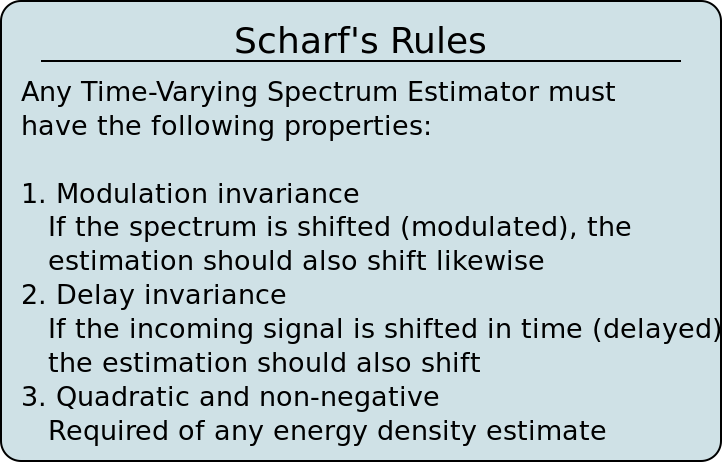 Scharf's Rules
Any Time-Varying Spectrum Estimator must
have the following properties:
1. Modulation invariance
If the spectrum is shifted (modulated), the
estimation should also shift likewise
2. Delay invariance
If the incoming signal is shifted in time (delayed)
the estimation should also shift
3. Quadratic and non-negative
Required of any energy density estimate